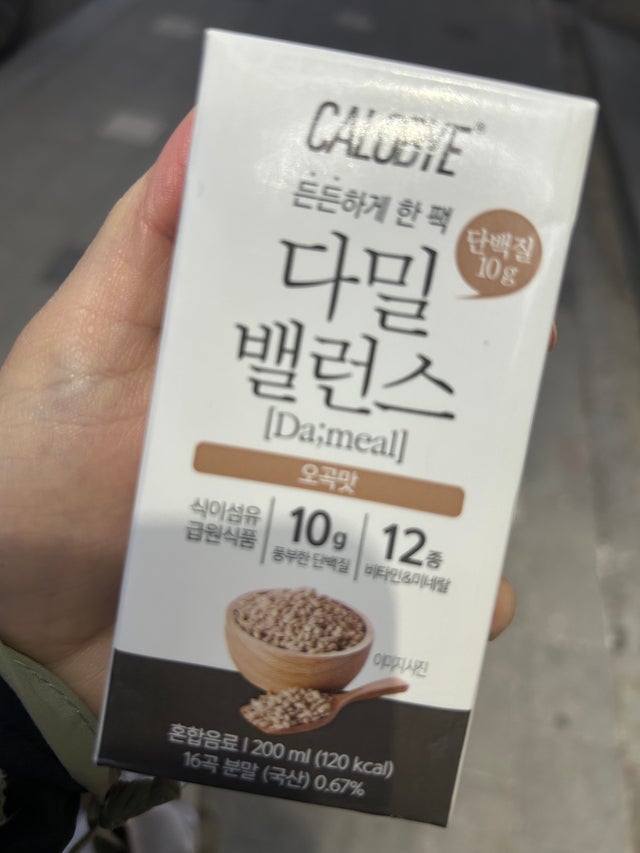 CALOBYE®
든든하게 한 팩
단백질
10g
다밀
밸런스
[Da;meal]
오곡맛
식이섬유
급원식품
10g
풍부한 단백질
12종
비타민&미네랄
이미지사진
혼합음료 | 200 ml (120 kcal)
16곡 분말 (국산) 0.67%